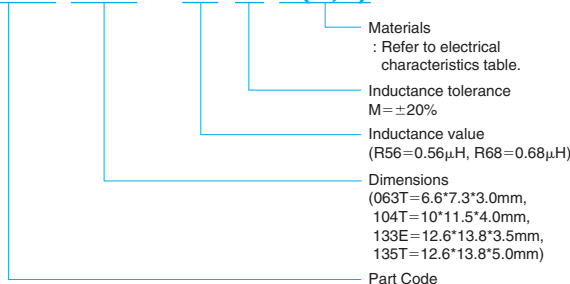 Materials
: Refer to electrical
characteristics table.
Inductance tolerance
M=±20%
Inductance value
(R56=0.56μH, R68=0.68μH)
Dimensions
(063T=6.6*7.3*3.0mm,
104T=10*11.5*4.0mm,
133E=12.6*13.8*3.5mm,
135T=12.6*13.8*5.0mm)
Part Code